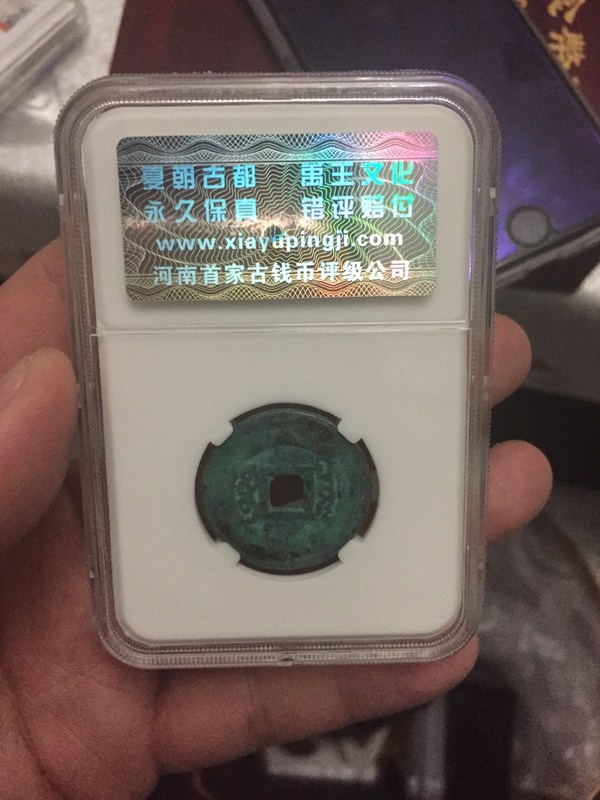 夏朝古都 禹王文化
永久保真 错评赔付
www.xiayupingji.com
河南首家古钱币评级公司